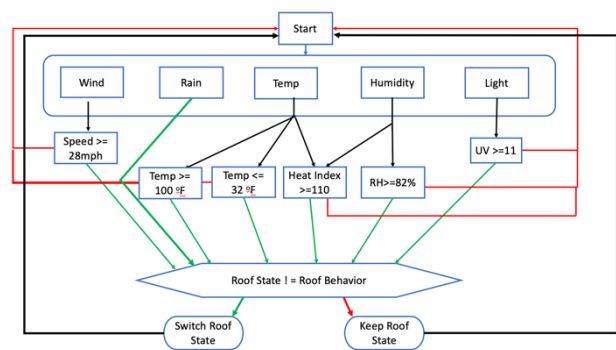 Start
Wind
Rain
Temp
Humidity
Light
Speed >=
28mph
Temp >=
100 ºF
Temp <=
32 ºF
Heat Index
>=110
RH>=82%
UV >=11
Roof State ! = Roof Behavior
Switch Roof
State
Keep Roof
State